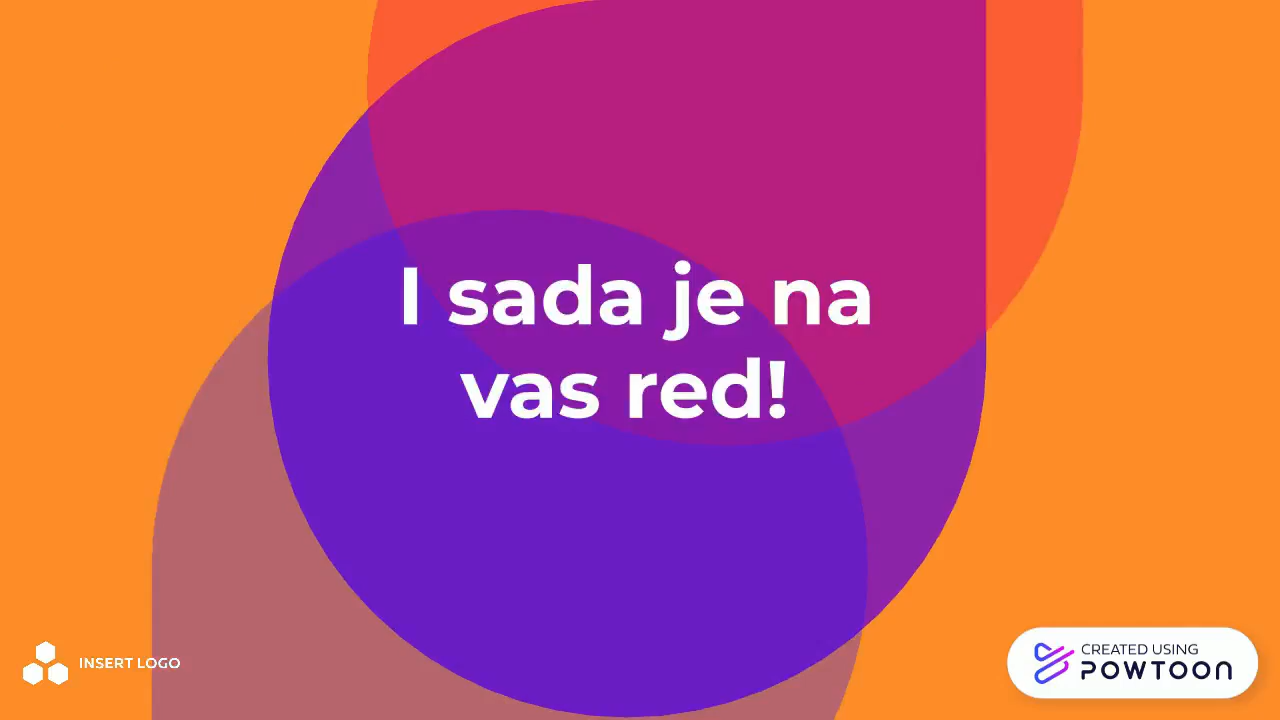 I sada je na
vas red!
INSERT LOGO
CREATED USING
POWTOON